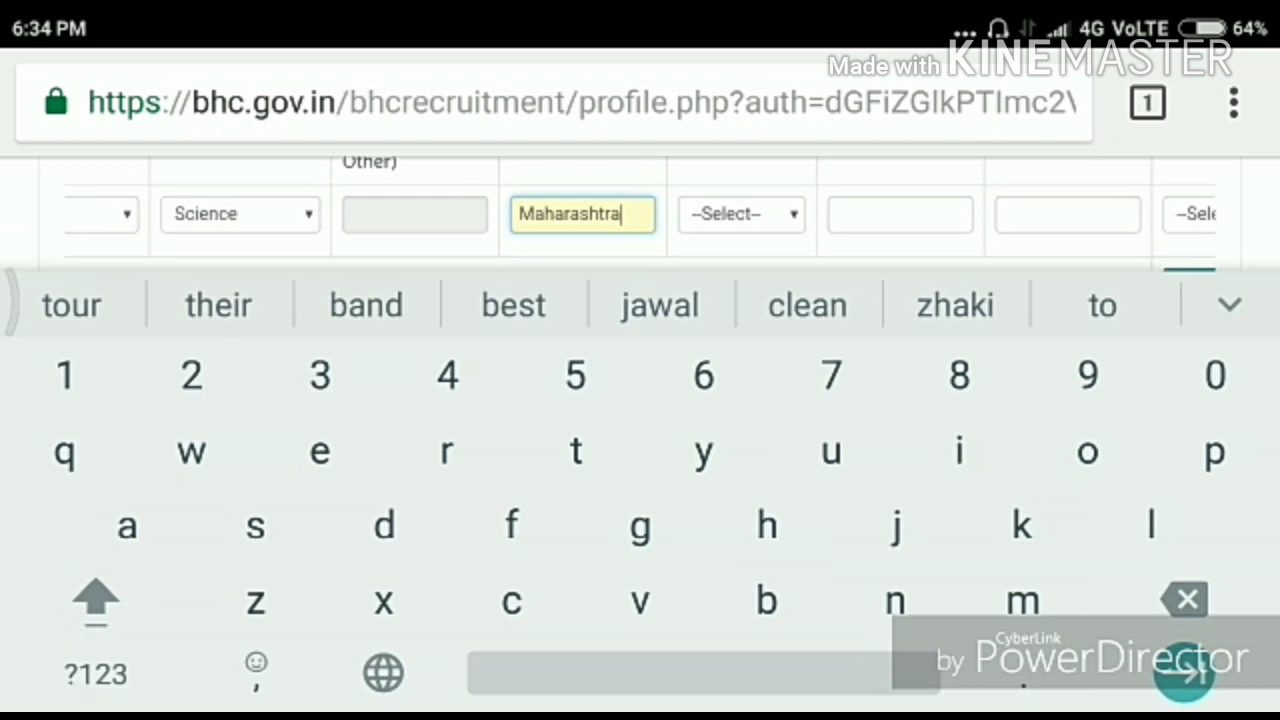 6:34 PM
... 4G VoLTE 64%
Made with KINEMASTER
https://bhc.gov.in/bhcrecruitment/profile.php?auth=dGFiZGlkPTImc2V
1
Other)
Science Maharashtra --Select--
tour their band best jawal clean zhaki to
1 2 3 4 5 6 7 8 9 0
q w e r t y u i o p
a s d f g h j k l
z x c v b n m
?123 , .
CyberLink
by PowerDirector